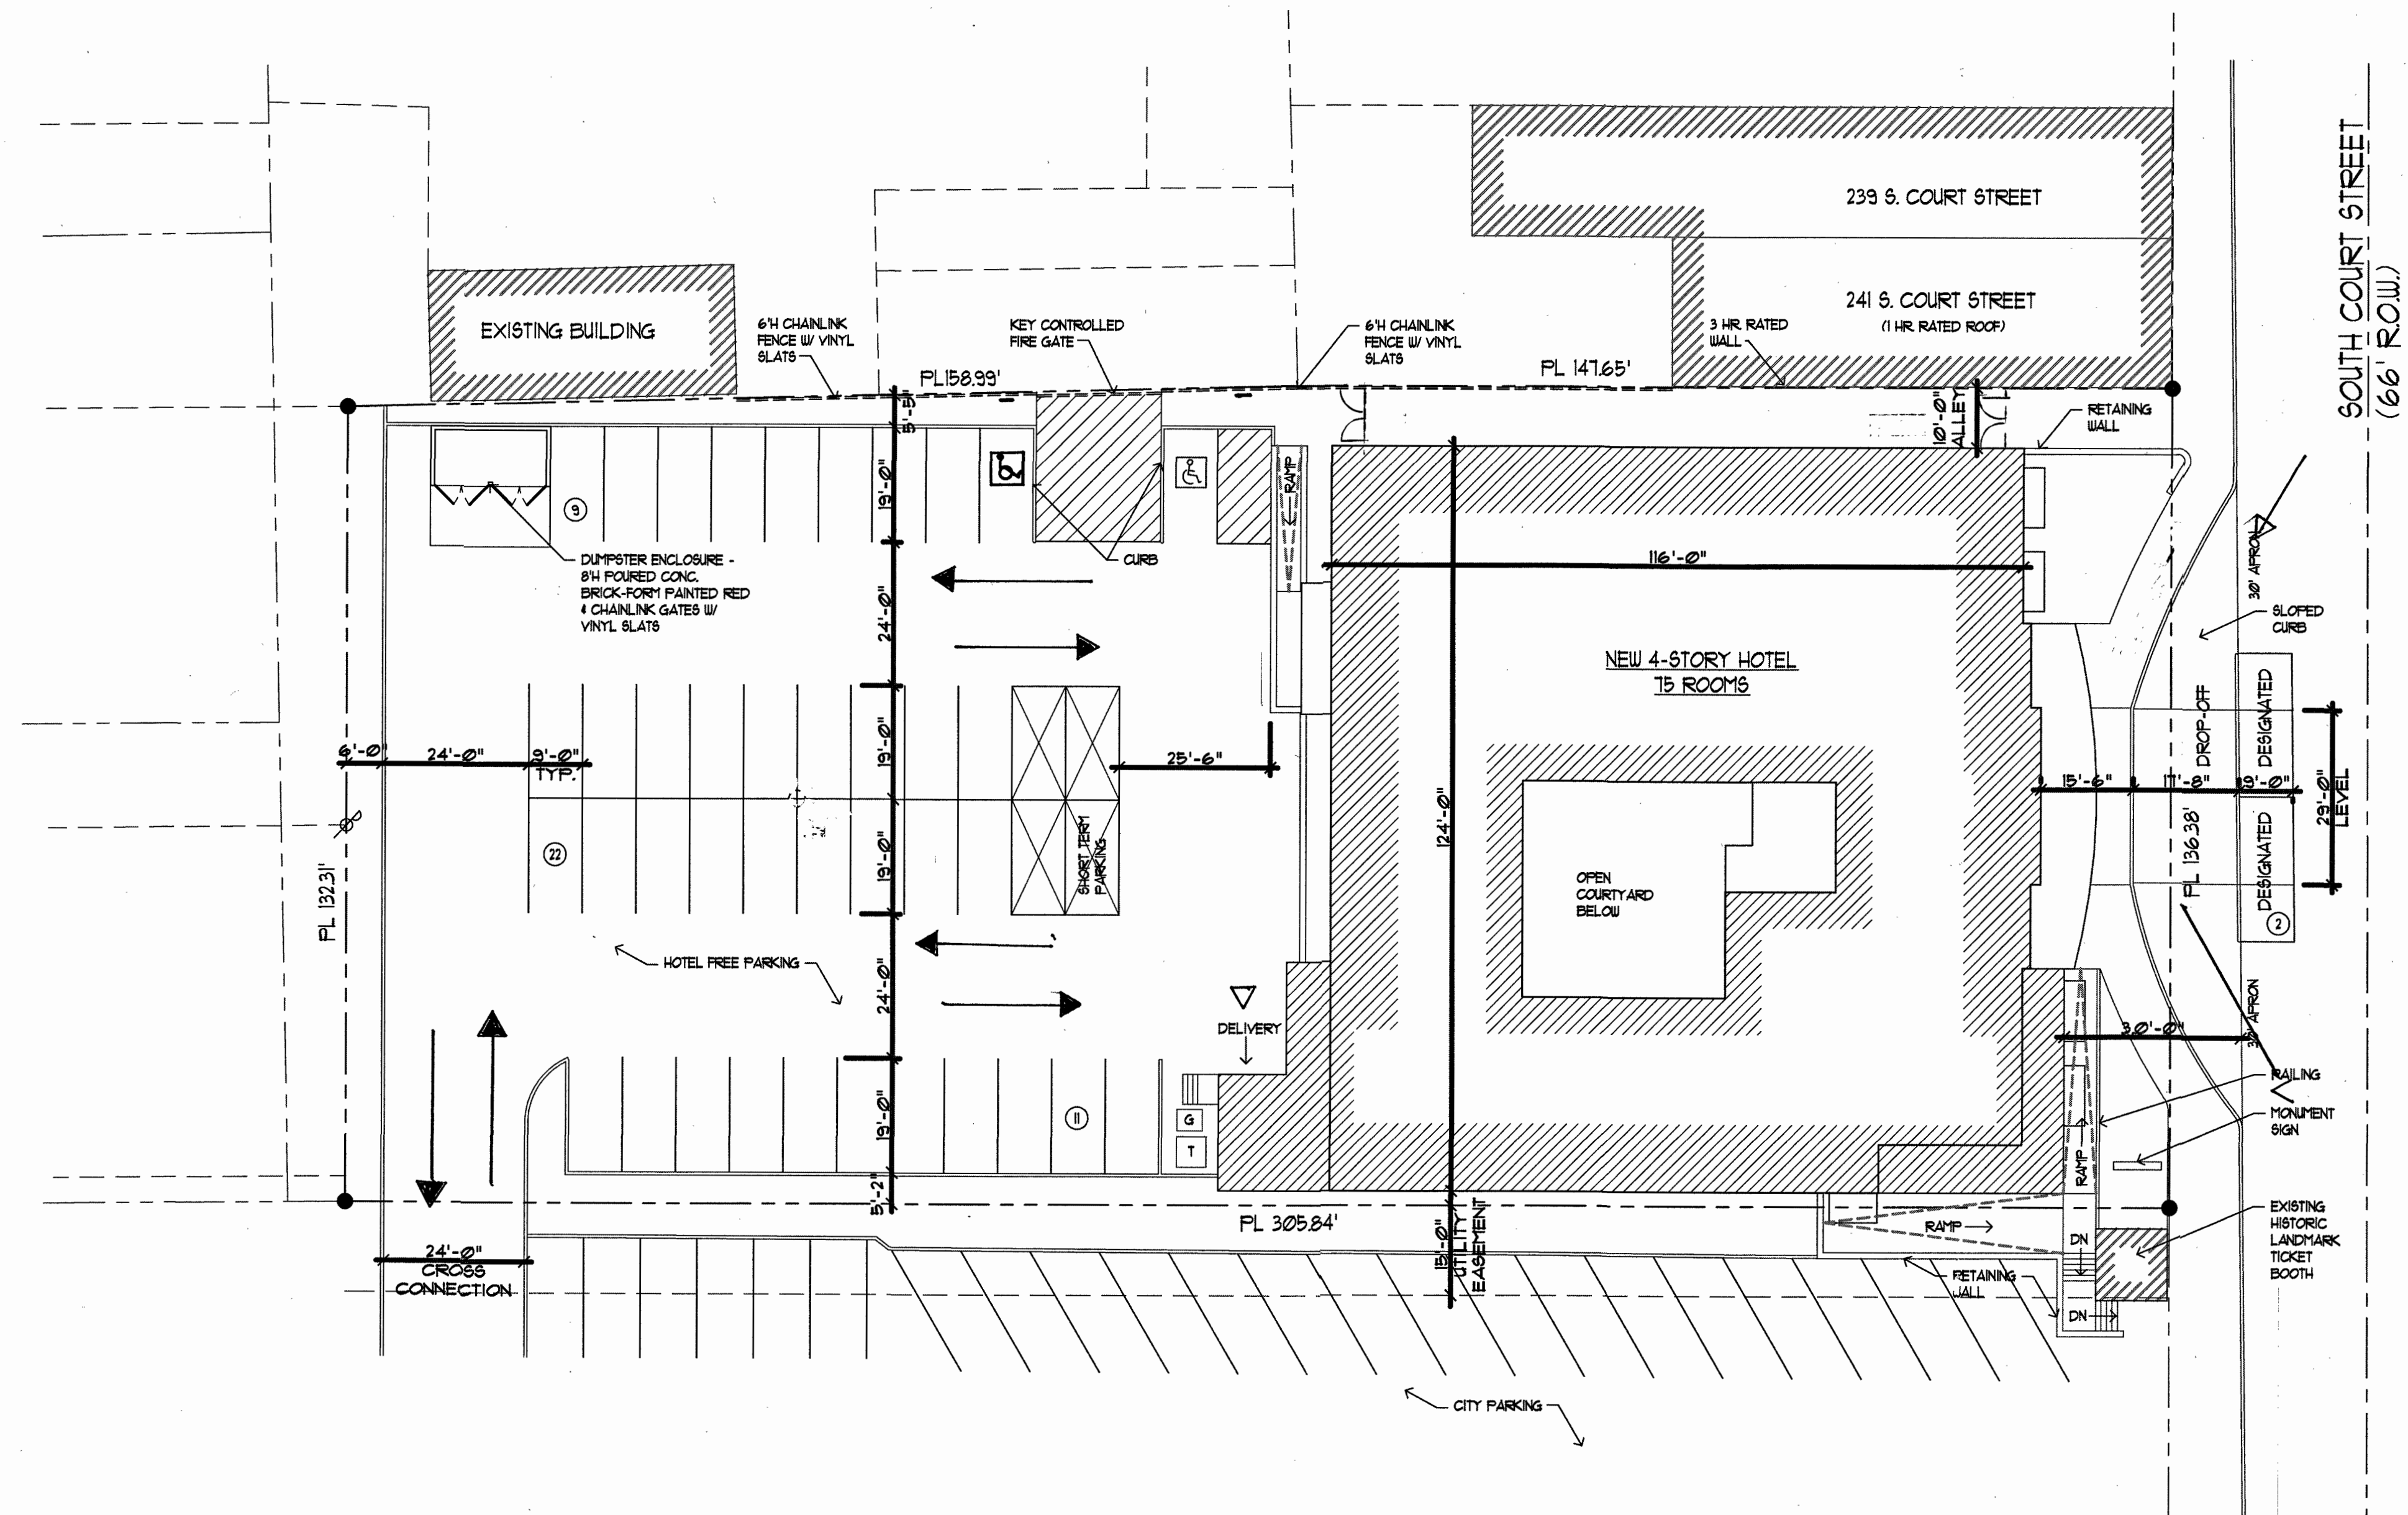 239 S. COURT STREET
241 S. COURT STREET
(1 HR. RATED ROOF)
SOUTH COURT STREET
(66' R.O.W.)
EXISTING BUILDING
6'H CHAINLINK
FENCE W/ VINYL
SLATS
KEY CONTROLLED
FIRE GATE
6'H CHAINLINK
FENCE W/ VINYL
SLATS
3 HR. RATED
WALL
PL158.99'
PL 147.65'
5'-5"
10'-0"
ALLEY
RETAINING
WALL
9
19'-0"
RAMP
CURB
DUMPSTER ENCLOSURE -
8'H POURED CONC.
BRICK-FORM PAINTED RED
& CHAINLINK GATES W/
VINYL SLATS
24'-0"
116'-0"
30' APRON
SLOPED
CURB
NEW 4-STORY HOTEL
75 ROOMS
6'-0"
24'-0"
9'-0"
TYP.
19'-0"
25'-6"
DROP-OFF
DESIGNATED
15'-6"
17'-8"
9'-0"
29'-0"
LEVEL
124'-0"
22
19'-0"
SHORT TERM
PARKING
OPEN
COURTYARD
BELOW
PL 132.31'
PL 136.38'
DESIGNATED
2
HOTEL FREE PARKING
24'-0"
DELIVERY
30'-0"
30' APRON
RAILING
MONUMENT
SIGN
11
G
T
19'-0"
RAMP
5'-2"
PL 305.84'
15'-0"
UTILITY
EASEMENT
RAMP
DN
EXISTING
HISTORIC
LANDMARK
TICKET
BOOTH
24'-0"
CROSS
CONNECTION
RETAINING
WALL
DN
CITY PARKING